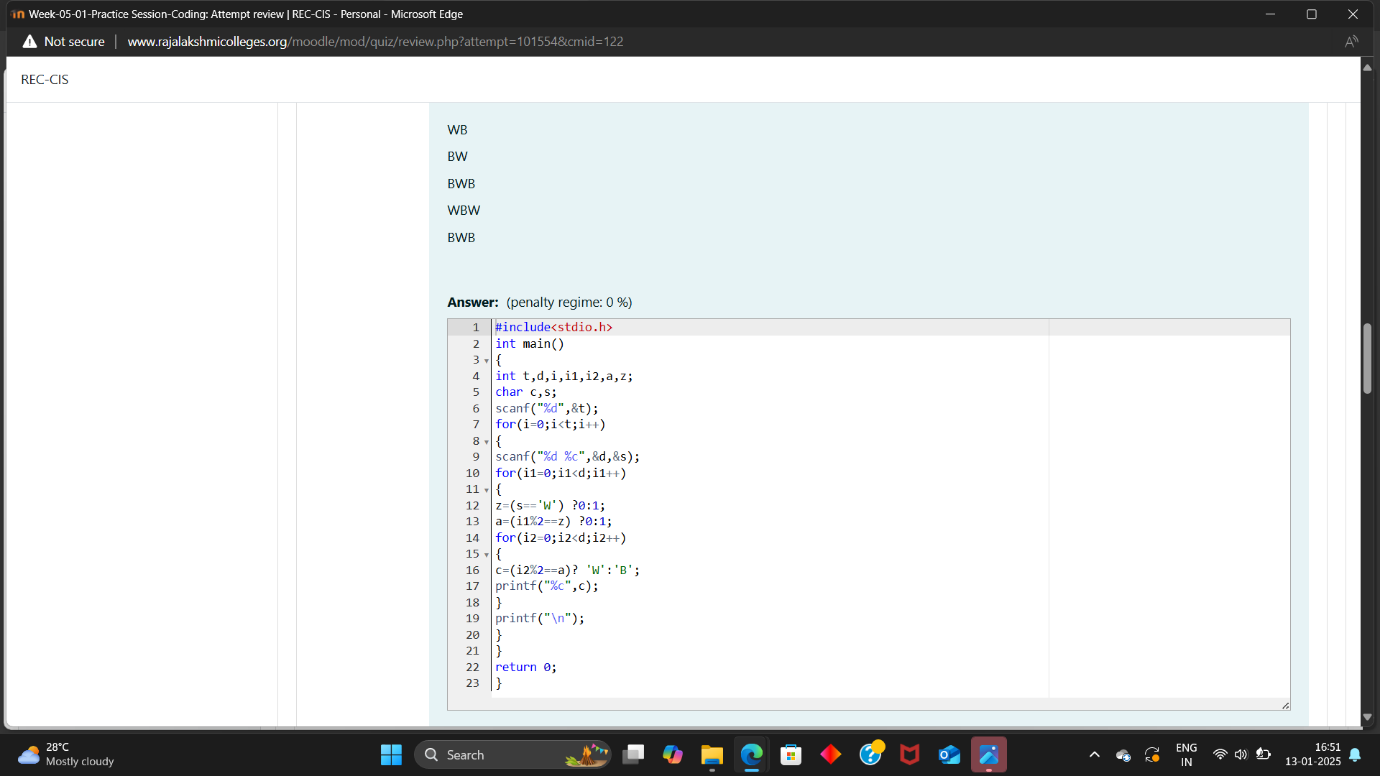 Week-05-01-Practice Session-Coding: Attempt review | REC-CIS - Personal - Microsoft Edge
Not secure | www.rajalakshmicolleges.org/moodle/mod/quiz/review.php?attempt=101554&cmid=122
REC-CIS
WB
BW
BWB
WBW
BWB
Answer: (penalty regime: 0 %)
1 #include<stdio.h>
2 int main()
3 {
4 int t,d,i,i1,i2,a,z;
5 char c,s;
6 scanf("%d",&t);
7 for(i=0;i<t;i++)
8 {
9 scanf("%d %c",&d,&s);
10 for(i1=0;i1<d;i1++)
11 {
12 z=(s=='W') ?0:1;
13 a=(i1%2==z) ?0:1;
14 for(i2=0;i2<d;i2++)
15 {
16 c=(i2%2==a)? 'W':'B';
17 printf("%c",c);
18 }
19 printf("\n");
20 }
21 }
22 return 0;
23 }
28°C
Mostly cloudy
Search
ENG
IN
16:51
13-01-2025